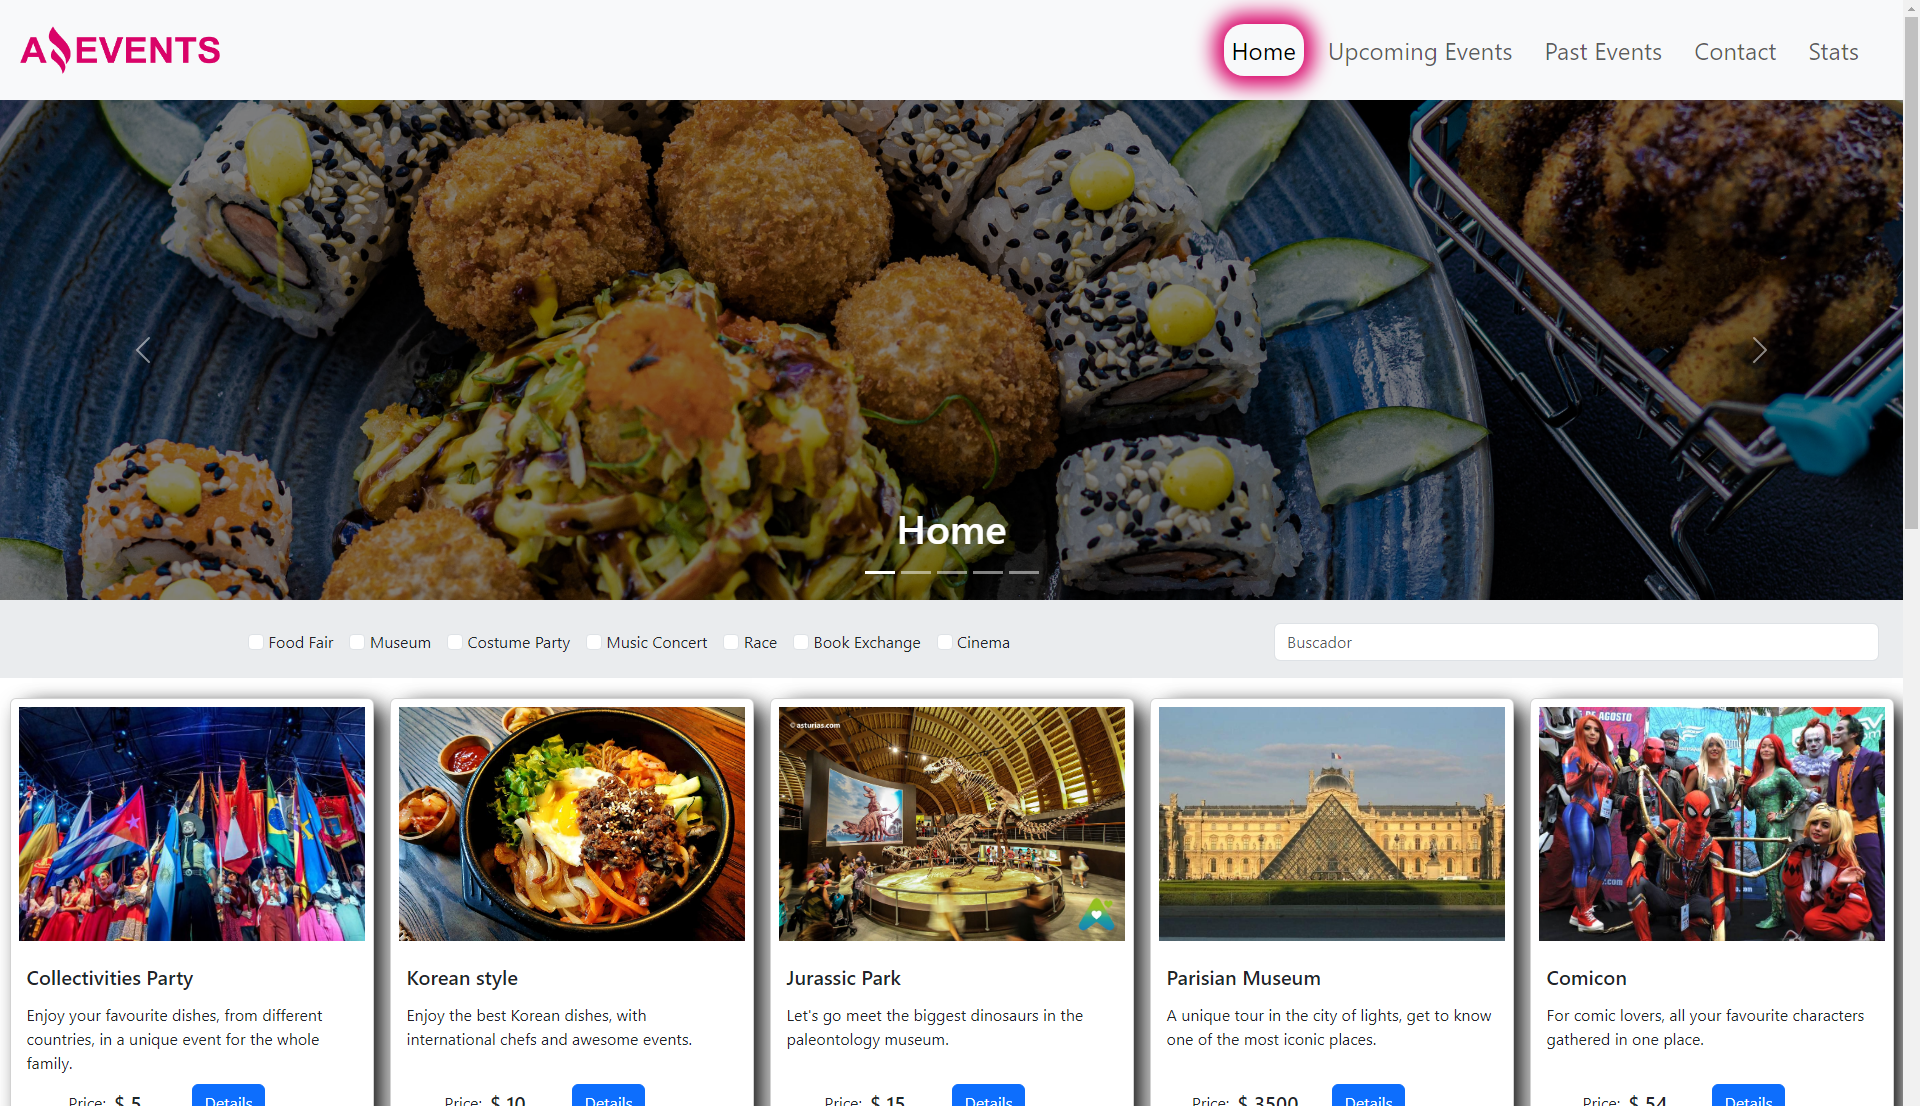 A EVENTS
Home Upcoming Events Past Events Contact Stats
Home
Food Fair Museum Costume Party Music Concert Race Book Exchange Cinema Buscador
© asturias.com
DE AGOSTO
Collectivities Party
Enjoy your favourite dishes, from different
countries, in a unique event for the whole
family.
Price: $ 5 Details
Korean style
Enjoy the best Korean dishes, with
international chefs and awesome events.
Price: $ 10 Details
Jurassic Park
Let's go meet the biggest dinosaurs in the
paleontology museum.
Price: $ 15 Details
Parisian Museum
A unique tour in the city of lights, get to know
one of the most iconic places.
Price: $ 3500 Details
Comicon
For comic lovers, all your favourite characters
gathered in one place.
Price: $ 54 Details